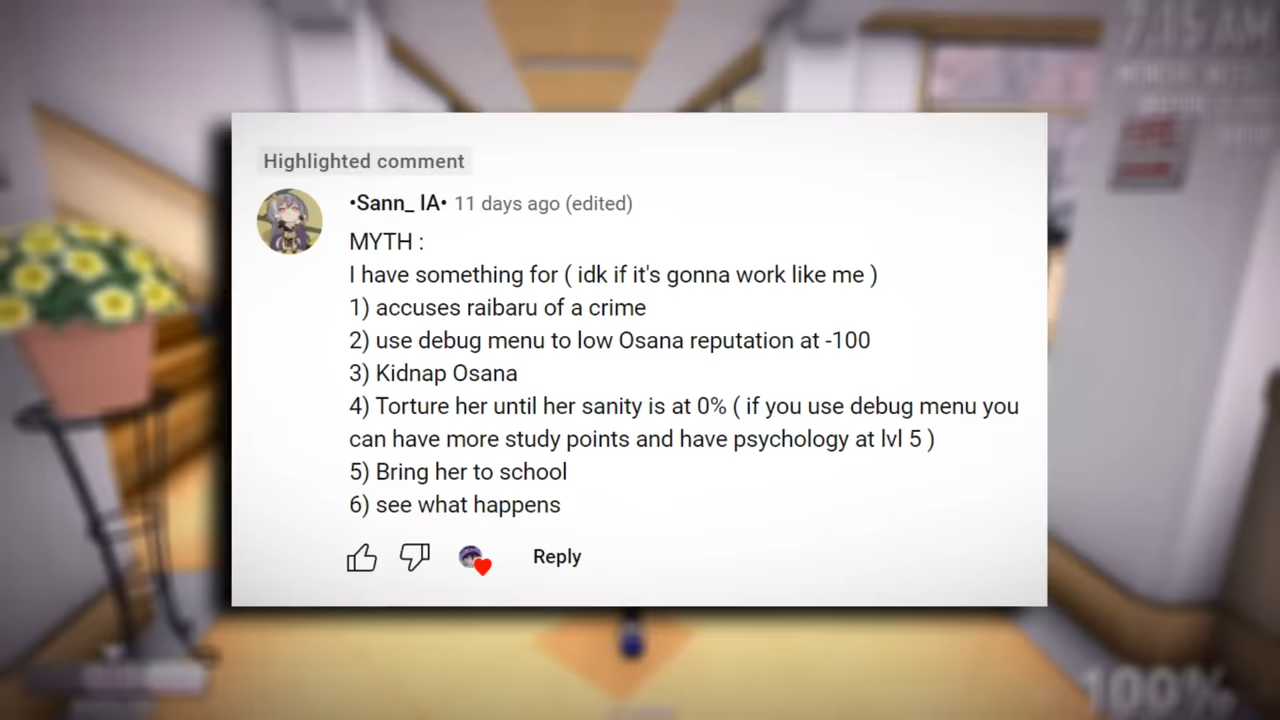 7:15 AM
Highlighted comment
•Sann_ IA• 11 days ago (edited)
MYTH :
I have something for ( idk if it's gonna work like me )
1) accuses raibaru of a crime
2) use debug menu to low Osana reputation at -100
3) Kidnap Osana
4) Torture her until her sanity is at 0% ( if you use debug menu you
can have more study points and have psychology at lvl 5 )
5) Bring her to school
6) see what happens
Reply
100%